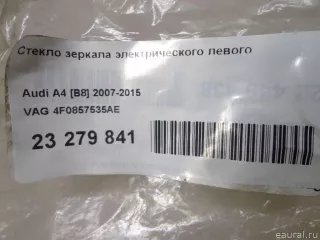 Стекло зеркала электрического левого
Audi A4 [B8] 2007-2015
VAG 4F0857535AE
23 279 841
© eaural.ru